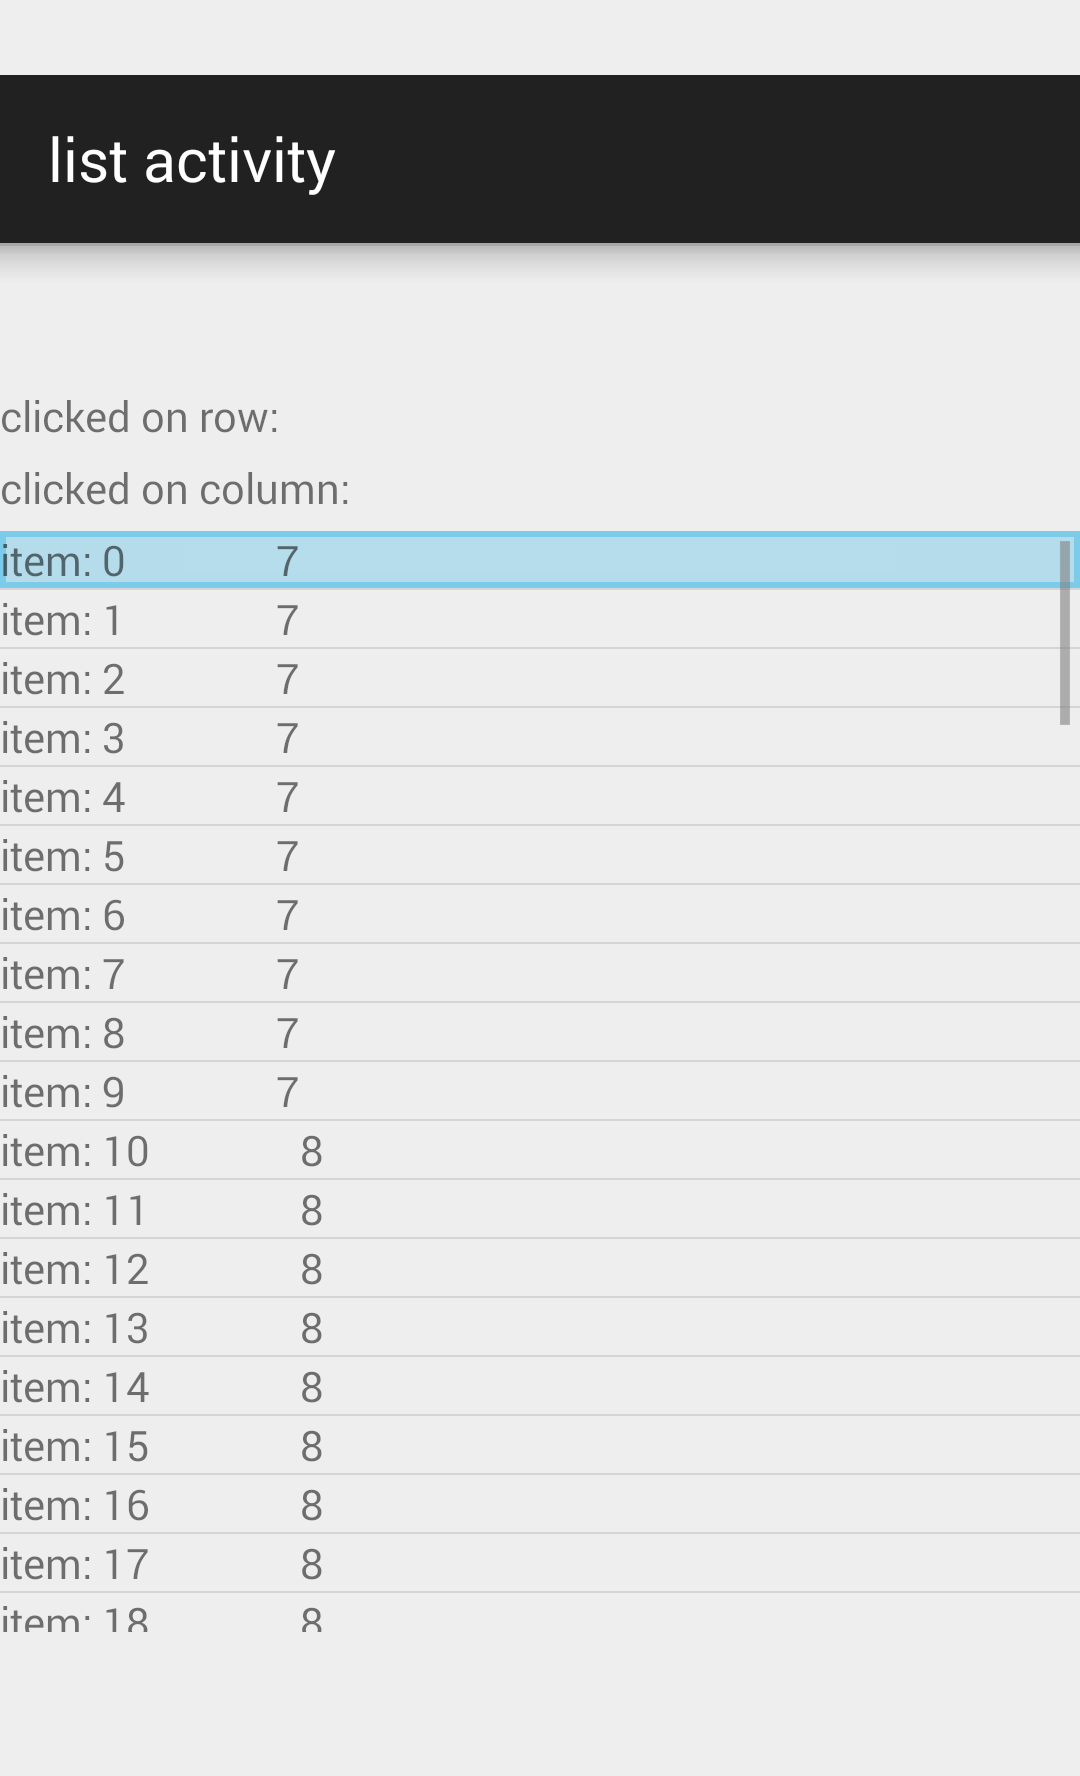 list activity
clicked on row:
clicked on column:
item: 0 7
item: 1 7
item: 2 7
item: 3 7
item: 4 7
item: 5 7
item: 6 7
item: 7 7
item: 8 7
item: 9 7
item: 10 8
item: 11 8
item: 12 8
item: 13 8
item: 14 8
item: 15 8
item: 16 8
item: 17 8
item: 18 8